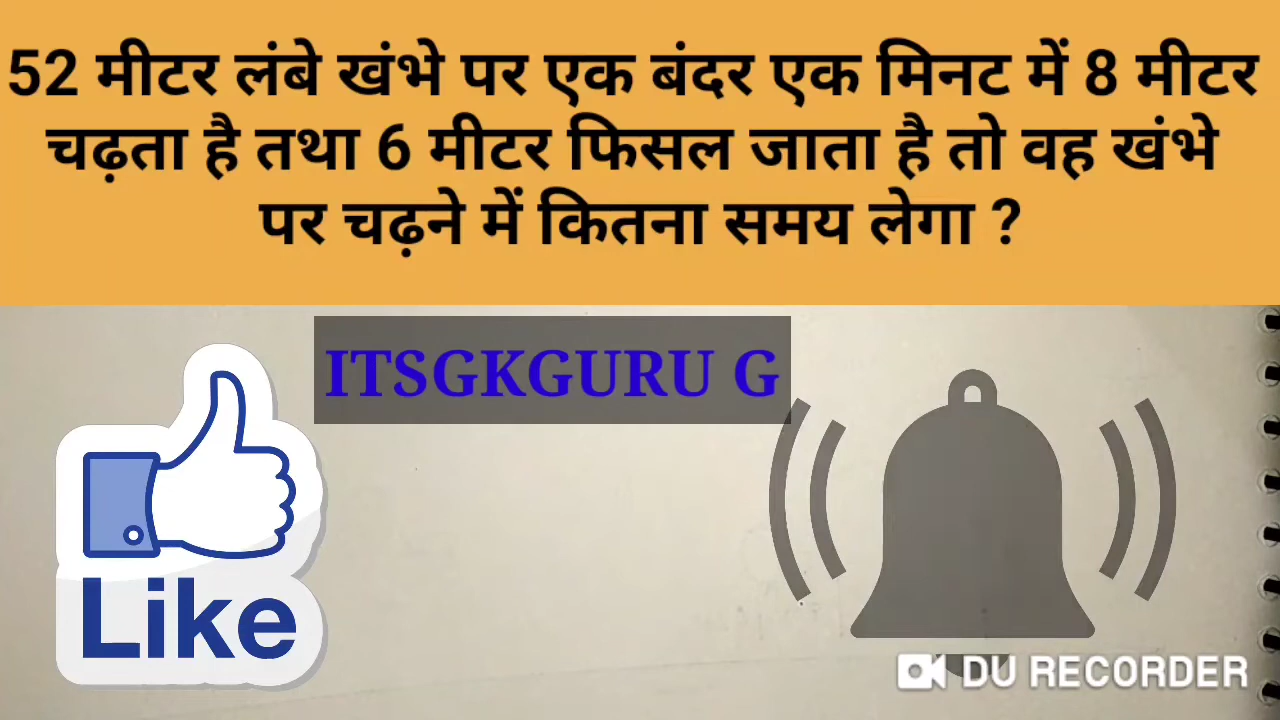 52 मीटर लंबे खंभे पर एक बंदर एक मिनट में 8 मीटर
चढ़ता है तथा 6 मीटर फिसल जाता है तो वह खंभे
पर चढ़ने में कितना समय लेगा ?
ITSGKGURU G
Like
DU RECORDER